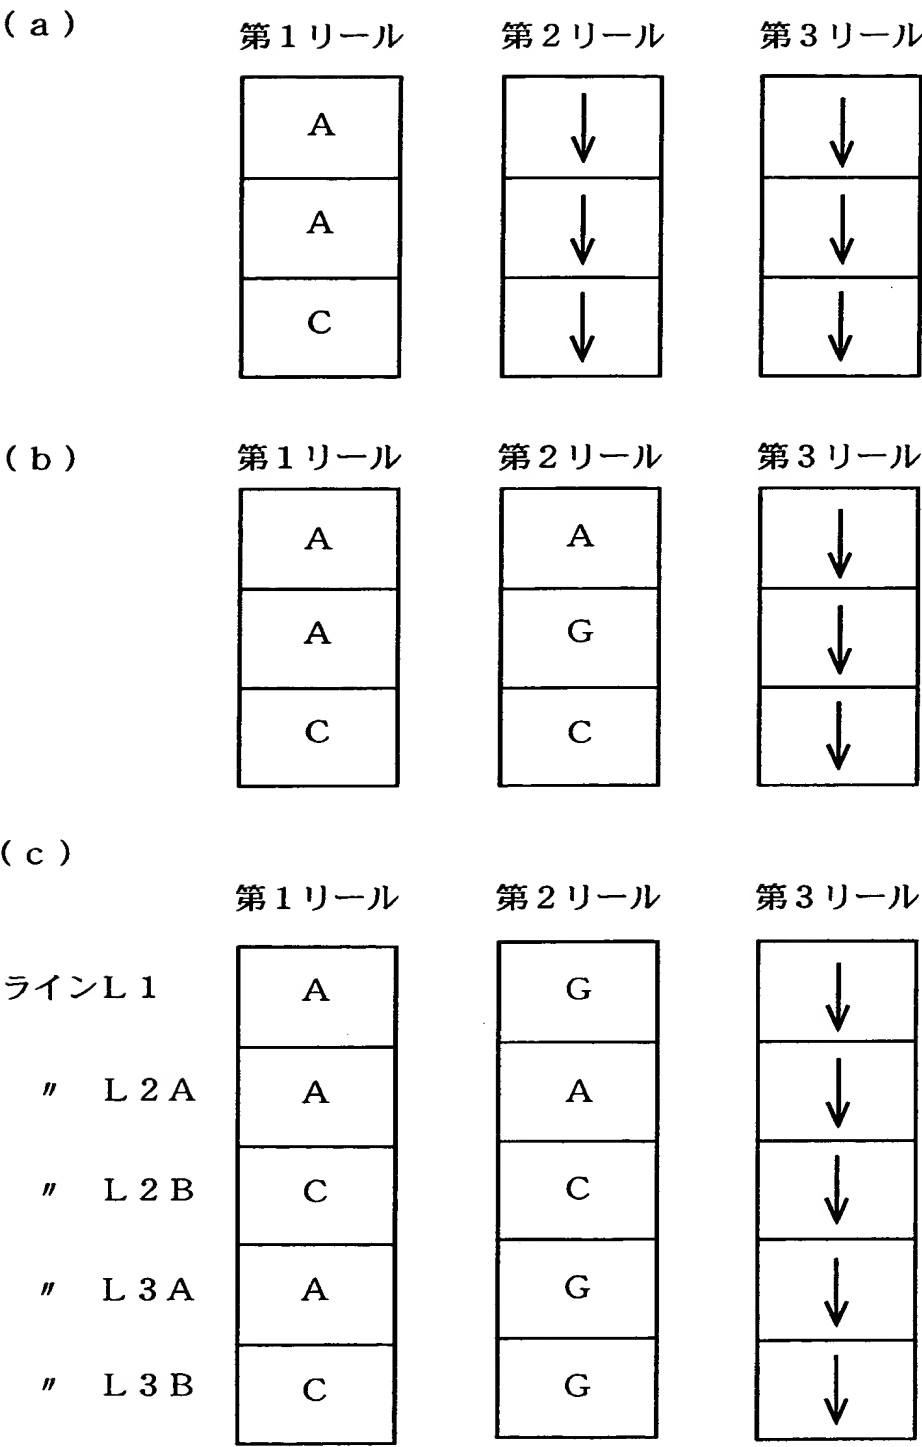 (a)
第1リール 第2リール 第3リール
A ↓ ↓
A ↓ ↓
C ↓ ↓
(b)
第1リール 第2リール 第3リール
A A ↓
A G ↓
C C ↓
(c)
第1リール 第2リール 第3リール
ラインL1 A G ↓
〃 L2A A A ↓
〃 L2B C C ↓
〃 L3A A G ↓
〃 L3B C G ↓